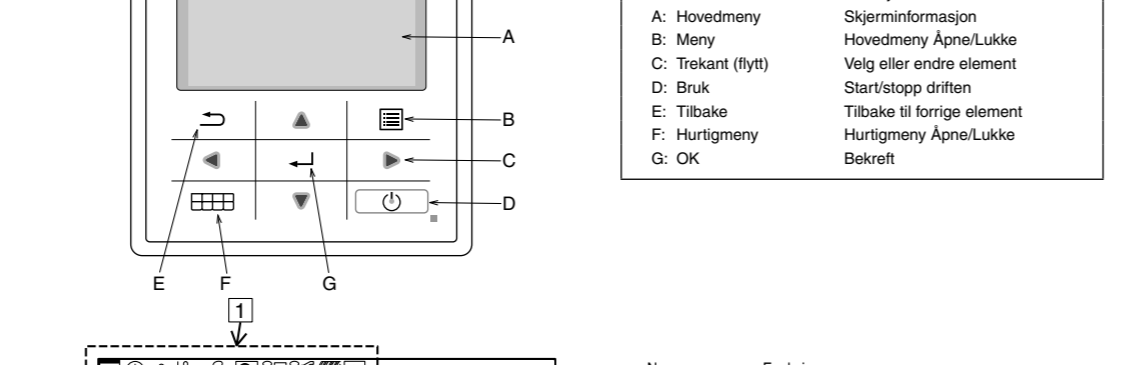 A
B
C
D
E
F
G
1
A: Hovedmeny Skjerminformasjon
B: Meny Hovedmeny Åpne/Lukke
C: Trekant (flytt) Velg eller endre element
D: Bruk Start/stopp driften
E: Tilbake Tilbake til forrige element
F: Hurtigmeny Hurtigmeny Åpne/Lukke
G: OK Bekreft